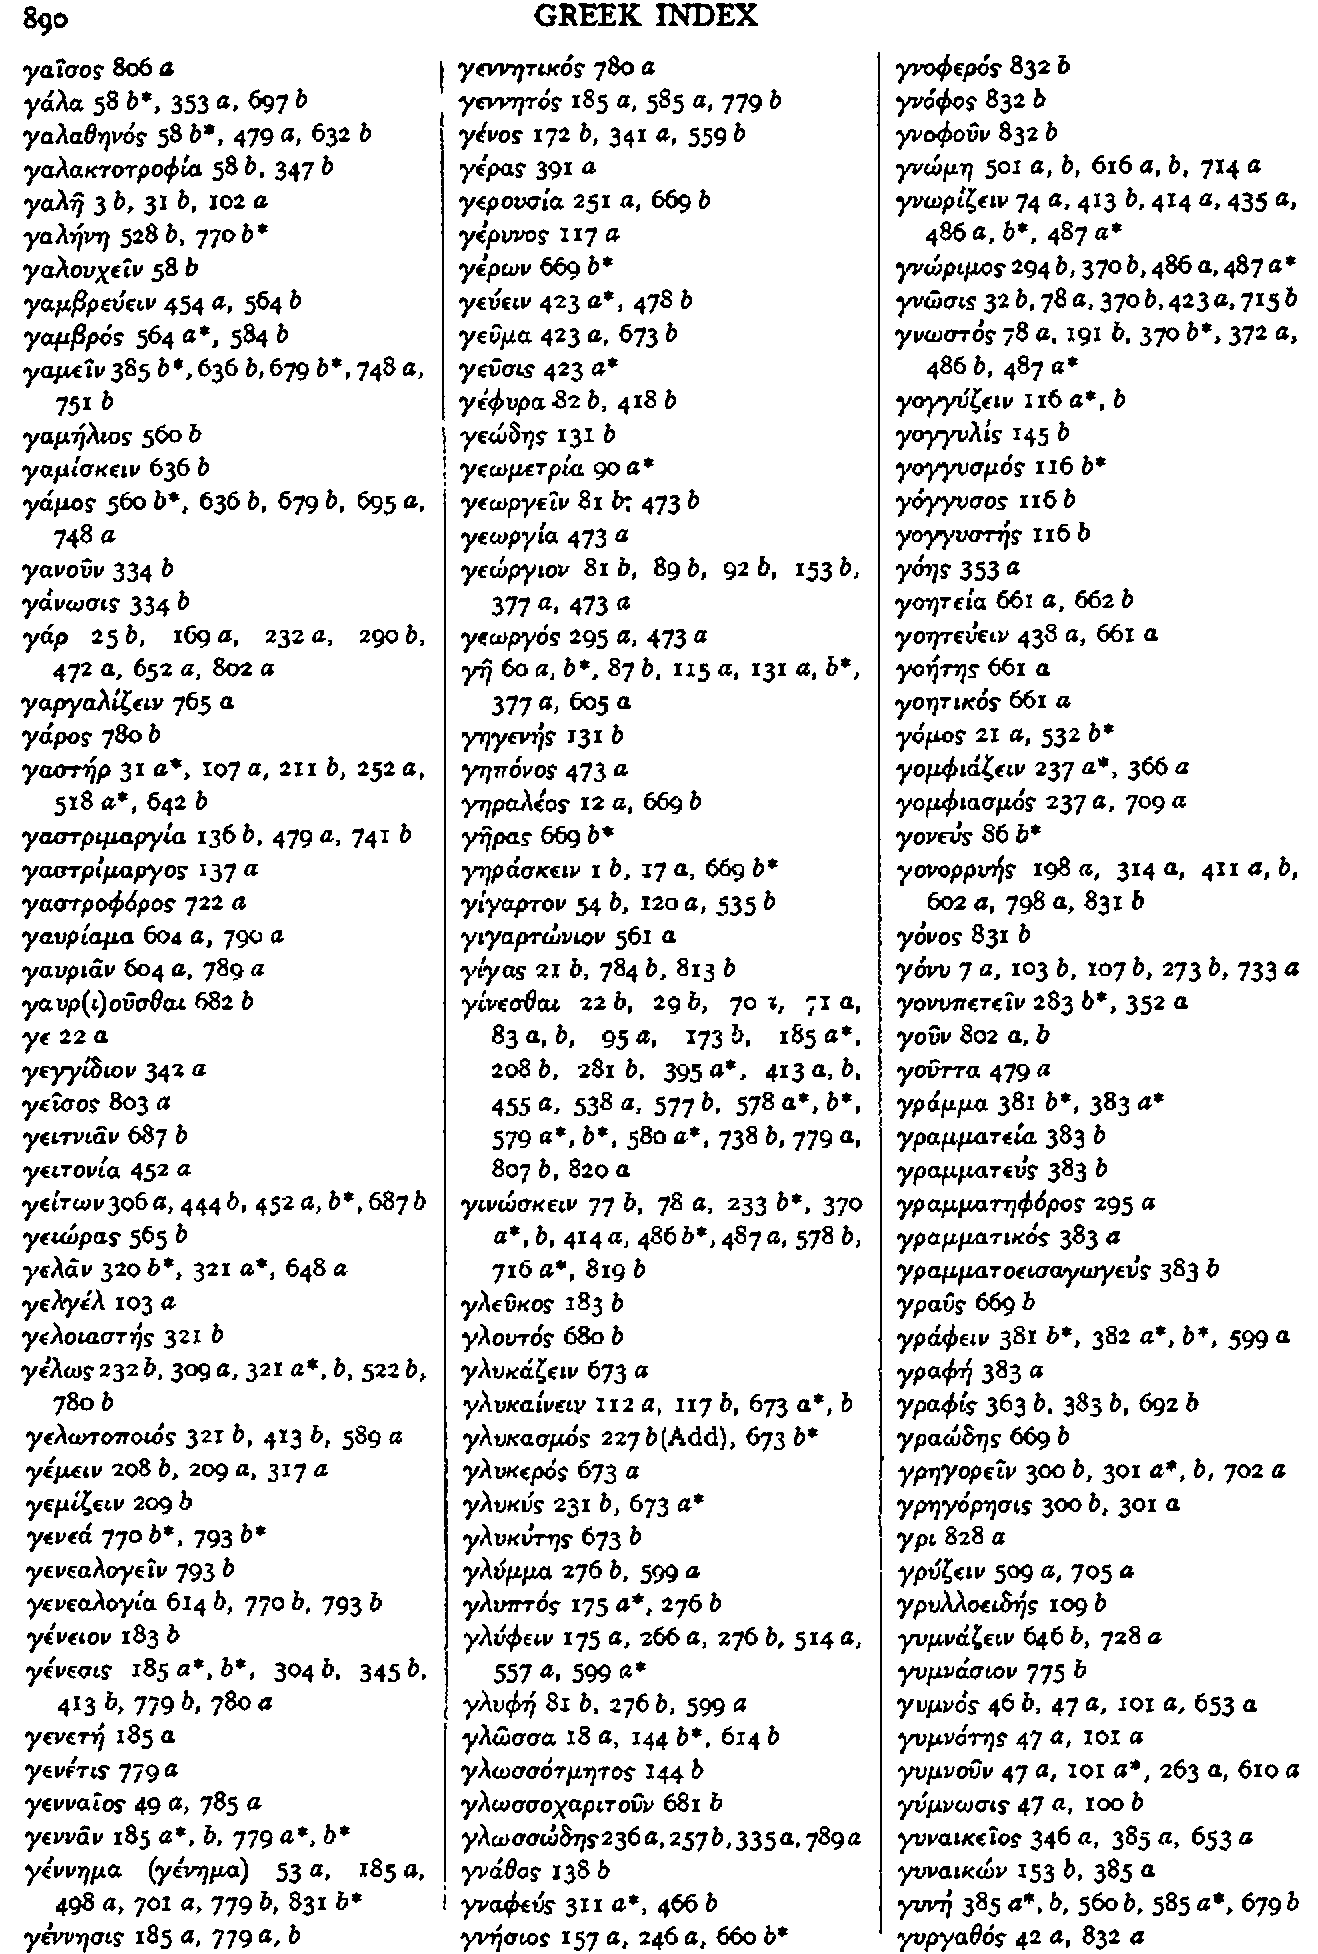 890
GREEK INDEX
γαῖσος 806 a
γάλα 58 b*, 353 a, 697 b
γαλαθηνός 58 b*, 479 a, 632 b
γαλακτοτροφία 58 b, 347 b
γαλῆ 3 b, 31 b, 102 a
γαλήνη 528 b, 770 b*
γαλουχεῖν 58 b
γαμβρεύειν 454 a, 564 b
γαμβρός 564 a*, 584 b
γαμεῖν 385 b*, 636 b, 679 b*, 748 a,
751 b
γαμήλιος 560 b
γαμίσκειν 636 b
γάμος 560 b*, 636 b, 679 b, 695 a,
748 a
γανοῦν 334 b
γάνωσις 334 b
γάρ 25 b, 169 a, 232 a, 290 b,
472 a, 652 a, 802 a
γαργαλίζειν 765 a
γάρος 780 b
γαστήρ 31 a*, 107 a, 211 b, 252 a,
518 a*, 642 b
γαστριμαργία 136 b, 479 a, 741 b
γαστρίμαργος 137 a
γαστροφόρος 722 a
γαυρίαμα 604 a, 790 a
γαυριᾶν 604 a, 789 a
γαυρ(ι)οῦσθαι 682 b
γε 22 a
γεγγίδιον 342 a
γεῖσος 803 a
γειτνιᾶν 687 b
γειτονία 452 a
γείτων 306 a, 444 b, 452 a, b*, 687 b
γειώρας 565 b
γελᾶν 320 b*, 321 a*, 648 a
γελγέλ 103 a
γελοιαστής 321 b
γέλως 232 b, 309 a, 321 a*, b, 522 b,
780 b
γελωτοποιός 321 b, 413 b, 589 a
γέμειν 208 b, 209 a, 317 a
γεμίζειν 209 b
γενεά 770 b*, 793 b*
γενεαλογεῖν 793 b
γενεαλογία 614 b, 770 b, 793 b
γένειον 183 b
γένεσις 185 a*, b*, 304 b, 345 b,
413 b, 779 b, 780 a
γενετή 185 a
γενέτις 779 a
γενναῖος 49 a, 785 a
γεννᾶν 185 a*, b, 779 a*, b*
γέννημα (γένημα) 53 a, 185 a,
498 a, 701 a, 779 b, 831 b*
γέννησις 185 a, 779 a, b
γεννητικός 780 a
γεννητός 185 a, 585 a, 779 b
γένος 172 b, 341 a, 559 b
γέρας 391 a
γερουσία 251 a, 669 b
γέρυνος 117 a
γέρων 669 b*
γεύειν 423 a*, 478 b
γεῦμα 423 a, 673 b
γεῦσις 423 a*
γέφυρα 82 b, 418 b
γεώδης 131 b
γεωμετρία 90 a*
γεωργεῖν 81 b; 473 b
γεωργία 473 a
γεώργιον 81 b, 89 b, 92 b, 153 b,
377 a, 473 a
γεωργός 295 a, 473 a
γῆ 60 a, b*, 87 b, 115 a, 131 a, b*,
377 a, 605 a
γηγενής 131 b
γηπόνος 473 a
γηραλέος 12 a, 669 b
γῆρας 669 b*
γηράσκειν 1 b, 17 a, 669 b*
γίγαρτον 54 b, 120 a, 535 b
γιγαρτώνιον 561 a
γίγας 21 b, 784 b, 813 b
γίνεσθαι 22 b, 29 b, 70 a, 71 a,
83 a, b, 95 a, 173 b, 185 a*,
208 b, 281 b, 395 a*, 413 a, b,
455 a, 538 a, 577 b, 578 a*, b*,
579 a*, b*, 580 a*, 738 b, 779 a,
807 b, 820 a
γινώσκειν 77 b, 78 a, 233 b*, 370
a*, b, 414 a, 486 b*, 487 a, 578 b,
716 a*, 819 b
γλεῦκος 183 b
γλουτός 680 b
γλυκάζειν 673 a
γλυκαίνειν 112 a, 117 b, 673 a*, b
γλυκασμός 227 b(Add), 673 b*
γλυκερός 673 a
γλυκύς 231 b, 673 a*
γλυκύτης 673 b
γλύμμα 276 b, 599 a
γλυπτός 175 a*, 276 b
γλύφειν 175 a, 266 a, 276 b, 514 a,
557 a, 599 a*
γλυφή 81 b, 276 b, 599 a
γλῶσσα 18 a, 144 b*, 614 b
γλωσσότμητος 144 b
γλωσσοχαριτοῦν 681 b
γλωσσώδης 236 a, 257 b, 335 a, 789 a
γνάθος 138 b
γναφεύς 311 a*, 466 b
γνήσιος 157 a, 246 a, 660 b*
γνοφερός 832 b
γνόφος 832 b
γνοφοῦν 832 b
γνώμη 501 a, b, 616 a, b, 714 a
γνωρίζειν 74 a, 413 b, 414 a, 435 a,
486 a, b*, 487 a*
γνώριμος 294 b, 370 b, 486 a, 487 a*
γνῶσις 32 b, 78 a, 370 b, 423 a, 715 b
γνωστός 78 a, 191 b, 370 b*, 372 a,
486 b, 487 a*
γογγύζειν 116 a*, b
γογγυλίς 145 b
γογγυσμός 116 b*
γόγγυσος 116 b
γογγυστής 116 b
γόης 353 a
γοητεία 661 a, 662 b
γοητεύειν 438 a, 661 a
γοήτης 661 a
γοητικός 661 a
γόμος 21 a, 532 b*
γομφιάζειν 237 a*, 366 a
γομφιασμός 237 a, 709 a
γονεύς 86 b*
γονορρυής 198 a, 314 a, 411 a, b,
602 a, 798 a, 831 b
γόνος 831 b
γόνυ 7 a, 103 b, 107 b, 273 b, 733 a
γονυπετεῖν 283 b*, 352 a
γοῦν 802 a, b
γοῦττα 479 a
γράμμα 381 b*, 383 a*
γραμματεία 383 b
γραμματεύς 383 b
γραμματηφόρος 295 a
γραμματικός 383 a
γραμματοεισαγωγεύς 383 b
γραῦς 669 b
γράφειν 381 b*, 382 a*, b*, 599 a
γραφή 383 a
γραφίς 363 b, 383 b, 692 b
γραώδης 669 b
γρηγορεῖν 300 b, 301 a*, b, 702 a
γρηγόρησις 300 b, 301 a
γρι 828 a
γρύζειν 509 a, 705 a
γρυλλοειδής 109 b
γυμνάζειν 646 b, 728 a
γυμνάσιον 775 b
γυμνός 46 b, 47 a, 101 a, 653 a
γυμνότης 47 a, 101 a
γυμνοῦν 47 a, 101 a*, 263 a, 610 a
γύμνωσις 47 a, 100 b
γυναικεῖος 346 a, 385 a, 653 a
γυναικών 153 b, 385 a
γυνή 385 a*, b, 560 b, 585 a*, 679 b
γυργαθός 42 a, 832 a